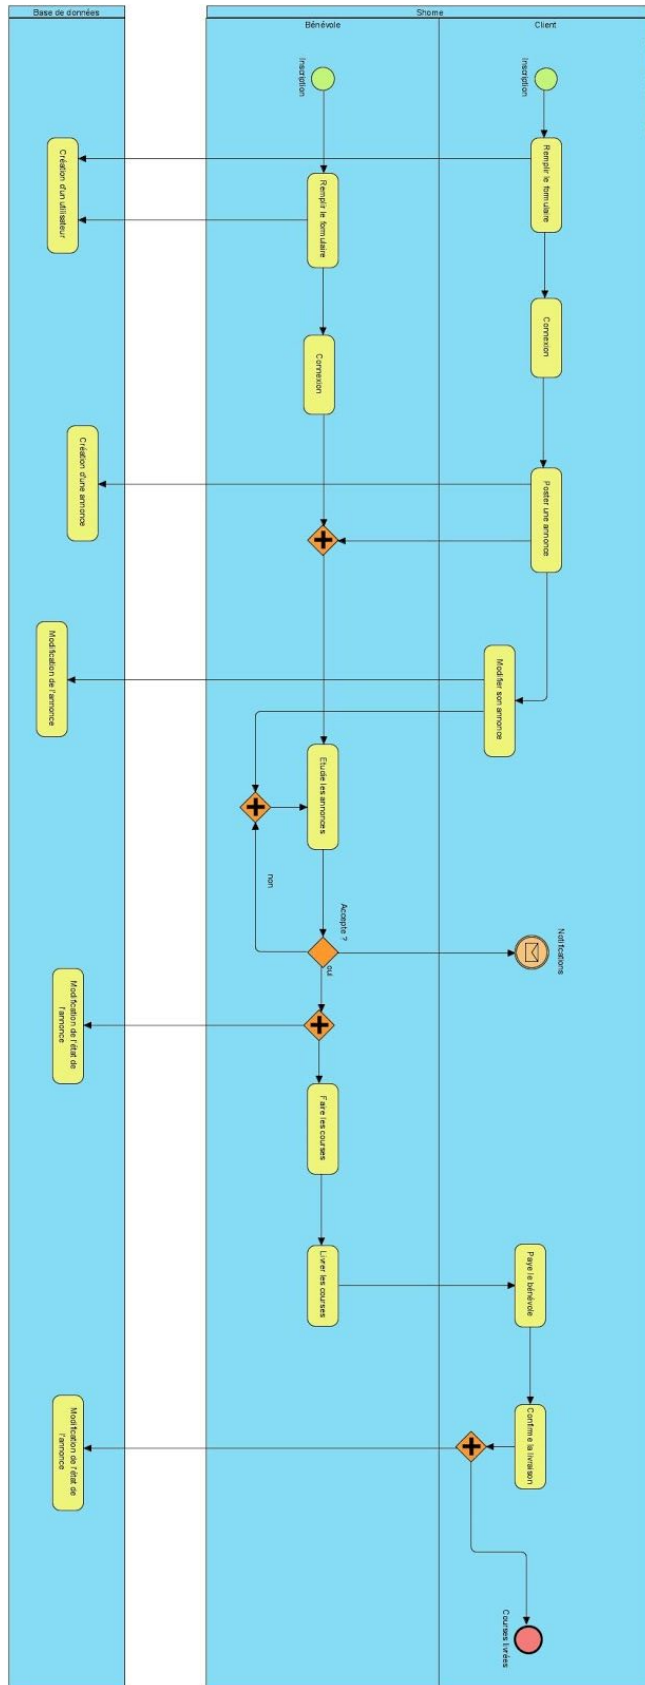 Base de données
Shome
Bénévole
Client
Inscription
Inscription
Création d'un utilisateur
Remplir le formulaire
Remplir le formulaire
Connexion
Connexion
Création d'une annonce
Poster une annonce
Modification de l'annonce
Modifier son annonce
Etudie les annonces
non
Accepte ?
oui
Notifications
Modification de l'état de
l'annonce
Faire les courses
Livrer les courses
Paye le bénévole
Confirme la livraison
Modification de l'état de
l'annonce
Courses livrées